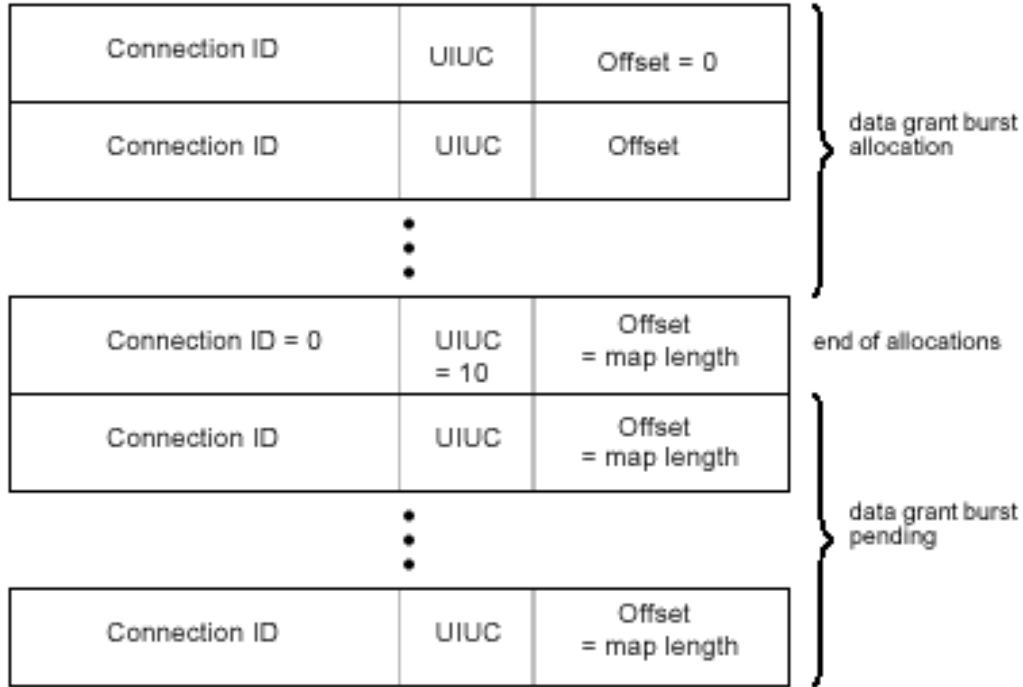 Connection ID
UIUC
Offset = 0
Connection ID
UIUC
Offset
data grant burst
allocation
Connection ID = 0
UIUC
= 10
Offset
= map length
end of allocations
Connection ID
UIUC
Offset
= map length
data grant burst
pending
Connection ID
UIUC
Offset
= map length